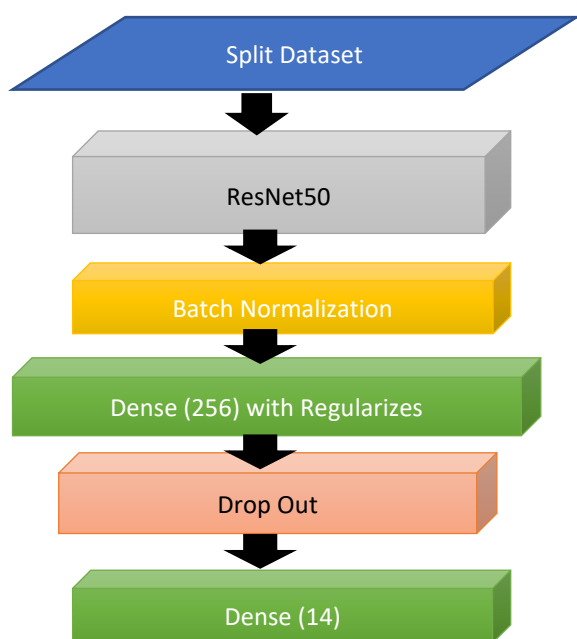 Split Dataset
ResNet50
Batch Normalization
Dense (256) with Regularizes
Drop Out
Dense (14)